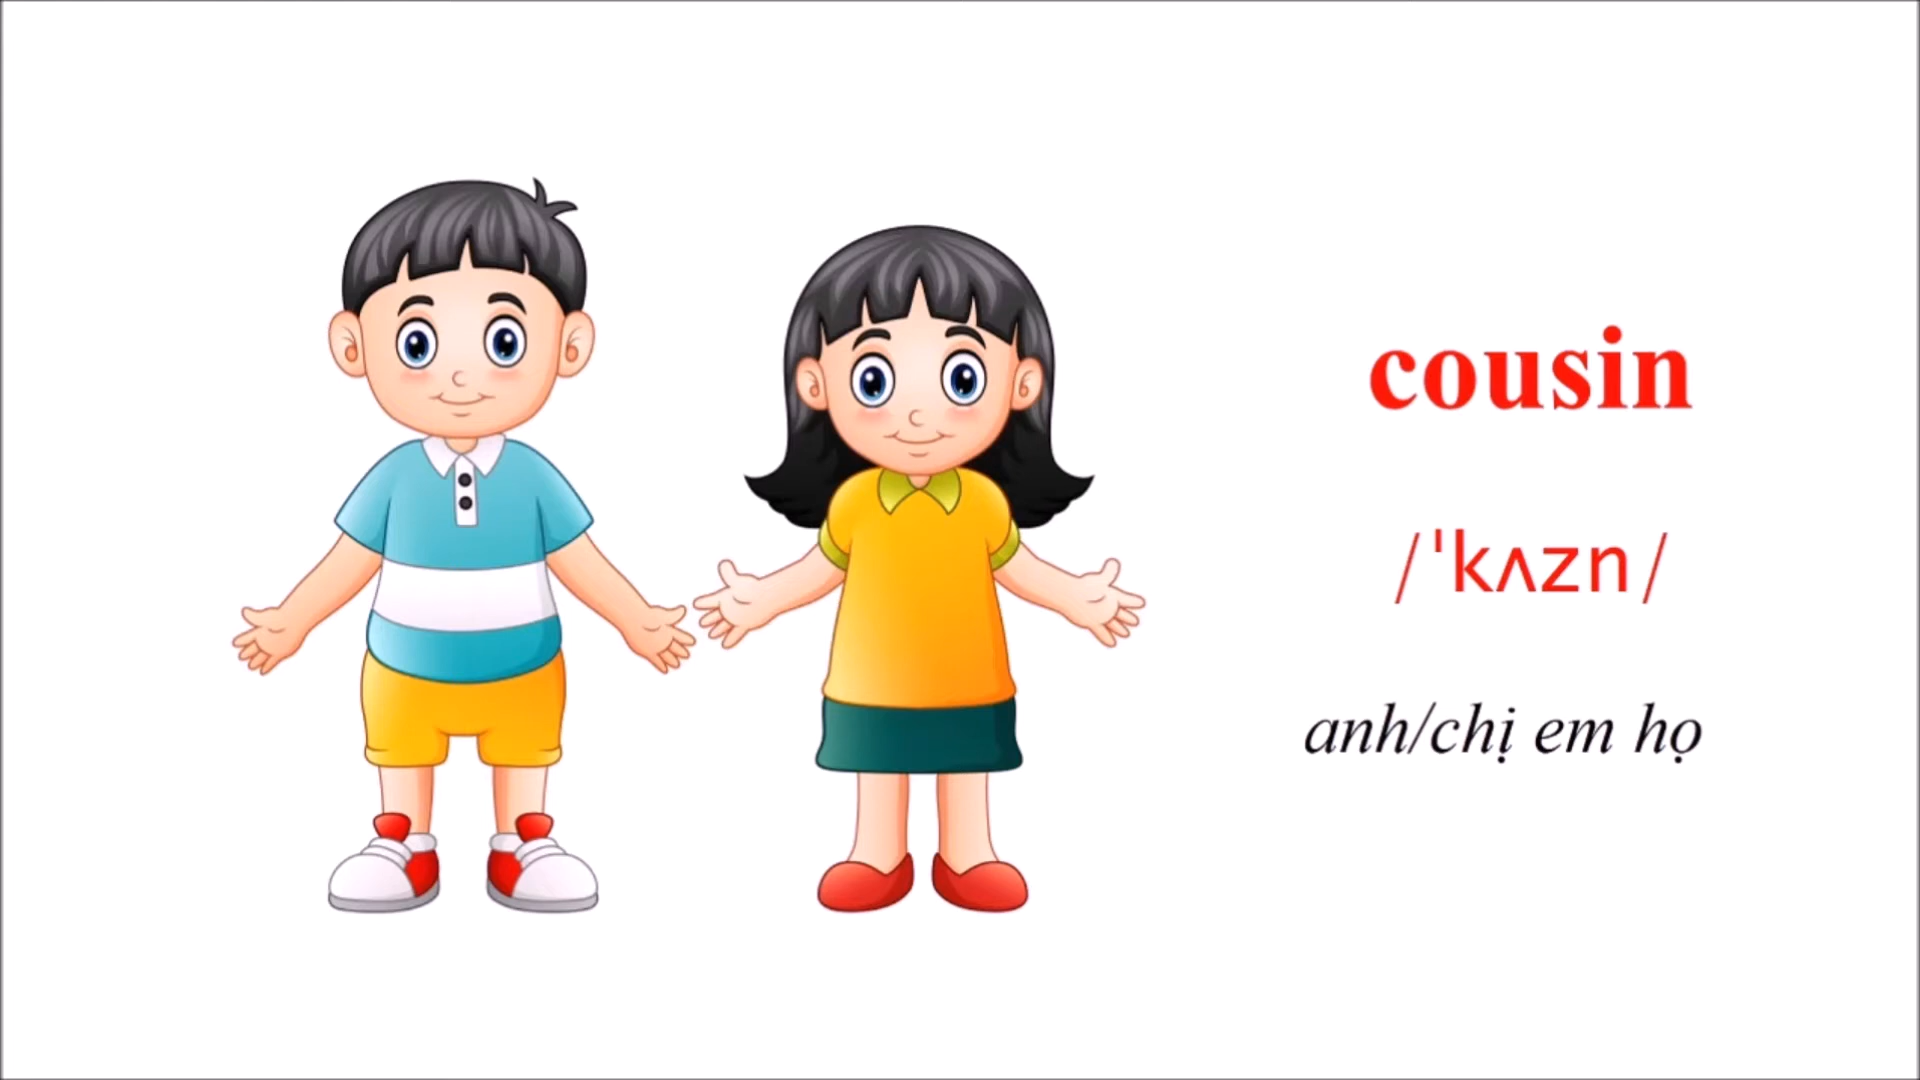 cousin
/ˈkʌzn/
anh/chị em họ